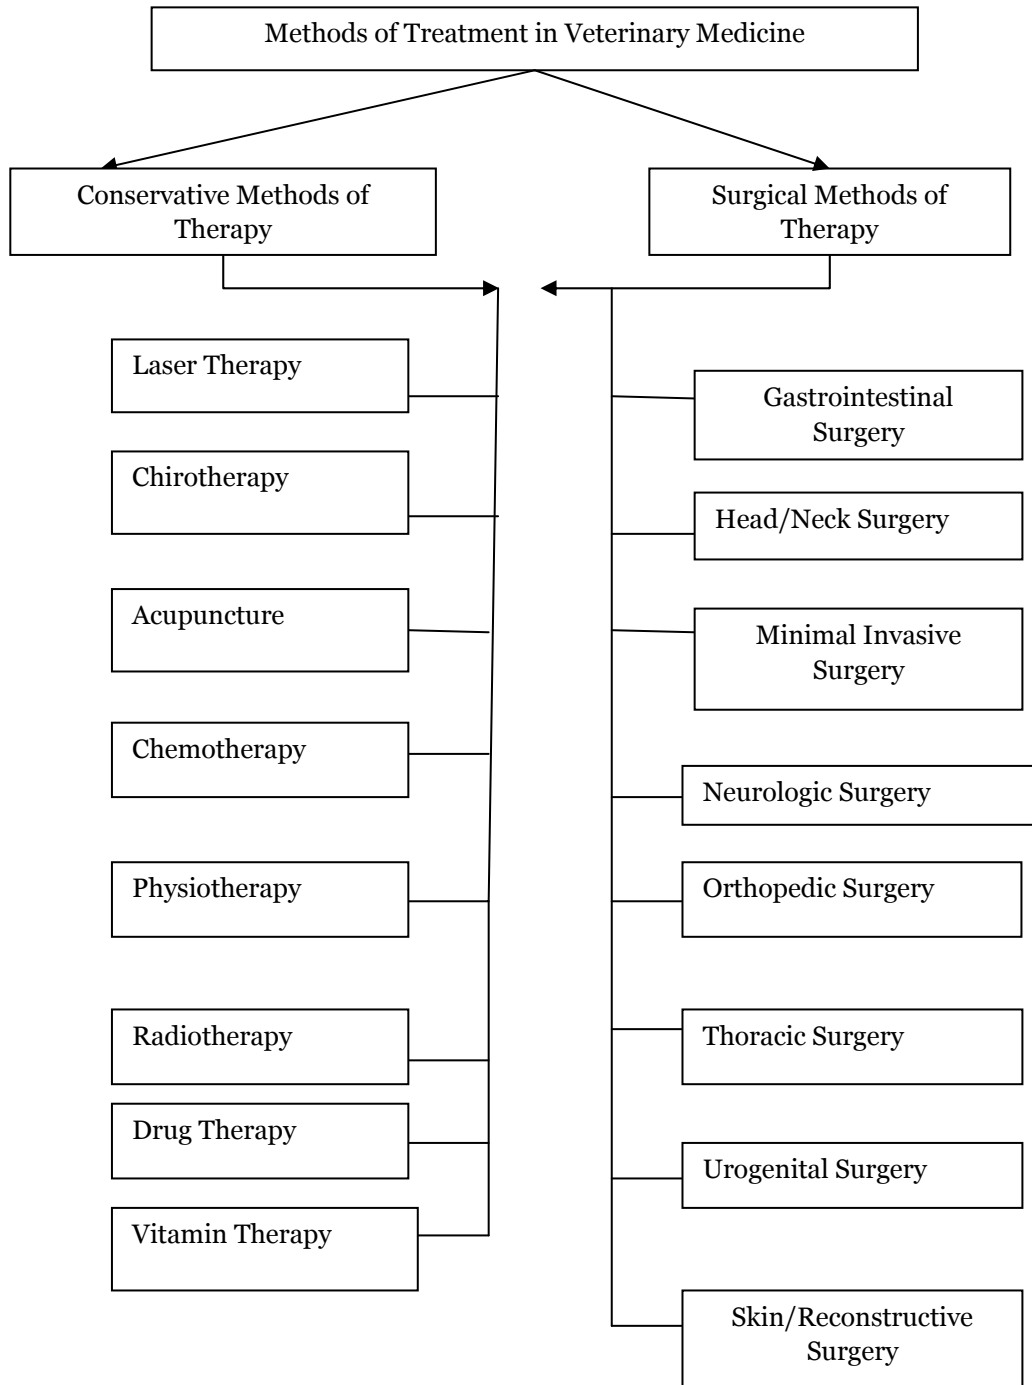 Methods of Treatment in Veterinary Medicine
Conservative Methods of
Therapy
Surgical Methods of
Therapy
Laser Therapy
Chirotherapy
Acupuncture
Chemotherapy
Physiotherapy
Radiotherapy
Drug Therapy
Vitamin Therapy
Gastrointestinal
Surgery
Head/Neck Surgery
Minimal Invasive
Surgery
Neurologic Surgery
Orthopedic Surgery
Thoracic Surgery
Urogenital Surgery
Skin/Reconstructive
Surgery